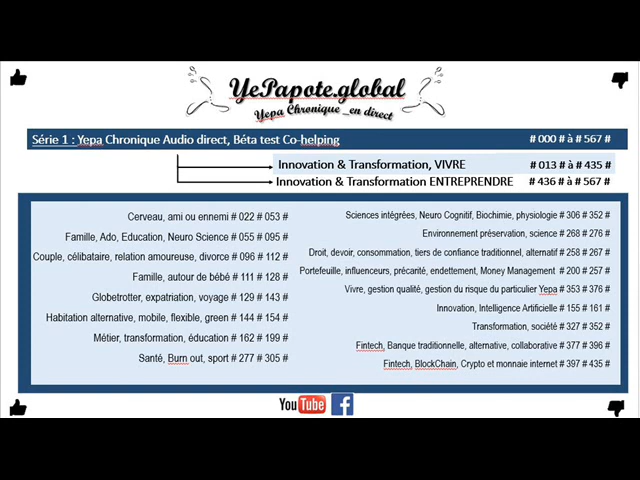 YePapote.global
Yepa Chronique _en direct
Série 1 : Yepa Chronique Audio direct, Béta test Co-helping # 000 # à # 567 #
Innovation & Transformation, VIVRE # 013 # à # 435 #
Innovation & Transformation ENTREPRENDRE # 436 # à # 567 #
Cerveau, ami ou ennemi # 022 # 053 #
Famille, Ado, Education, Neuro Science # 055 # 095 #
Couple, célibataire, relation amoureuse, divorce # 096 # 112 #
Famille, autour de bébé # 111 # 128 #
Globetrotter, expatriation, voyage # 129 # 143 #
Habitation alternative, mobile, flexible, green # 144 # 154 #
Métier, transformation, éducation # 162 # 199 #
Santé, Burn out, sport # 277 # 305 #
Sciences intégrées, Neuro Cognitif, Biochimie, physiologie # 306 # 352 #
Environnement préservation, science # 268 # 276 #
Droit, devoir, consommation, tiers de confiance traditionnel, alternatif # 258 # 267 #
Portefeuille, influenceurs, précarité, endettement, Money Management # 200 # 257 #
Vivre, gestion qualité, gestion du risque du particulier Yepa # 353 # 376 #
Innovation, Intelligence Artificielle # 155 # 161 #
Transformation, société # 327 # 352 #
Fintech, Banque traditionnelle, alternative, collaborative # 377 # 396 #
Fintech, BlockChain, Crypto et monnaie internet # 397 # 435 #
YouTube f